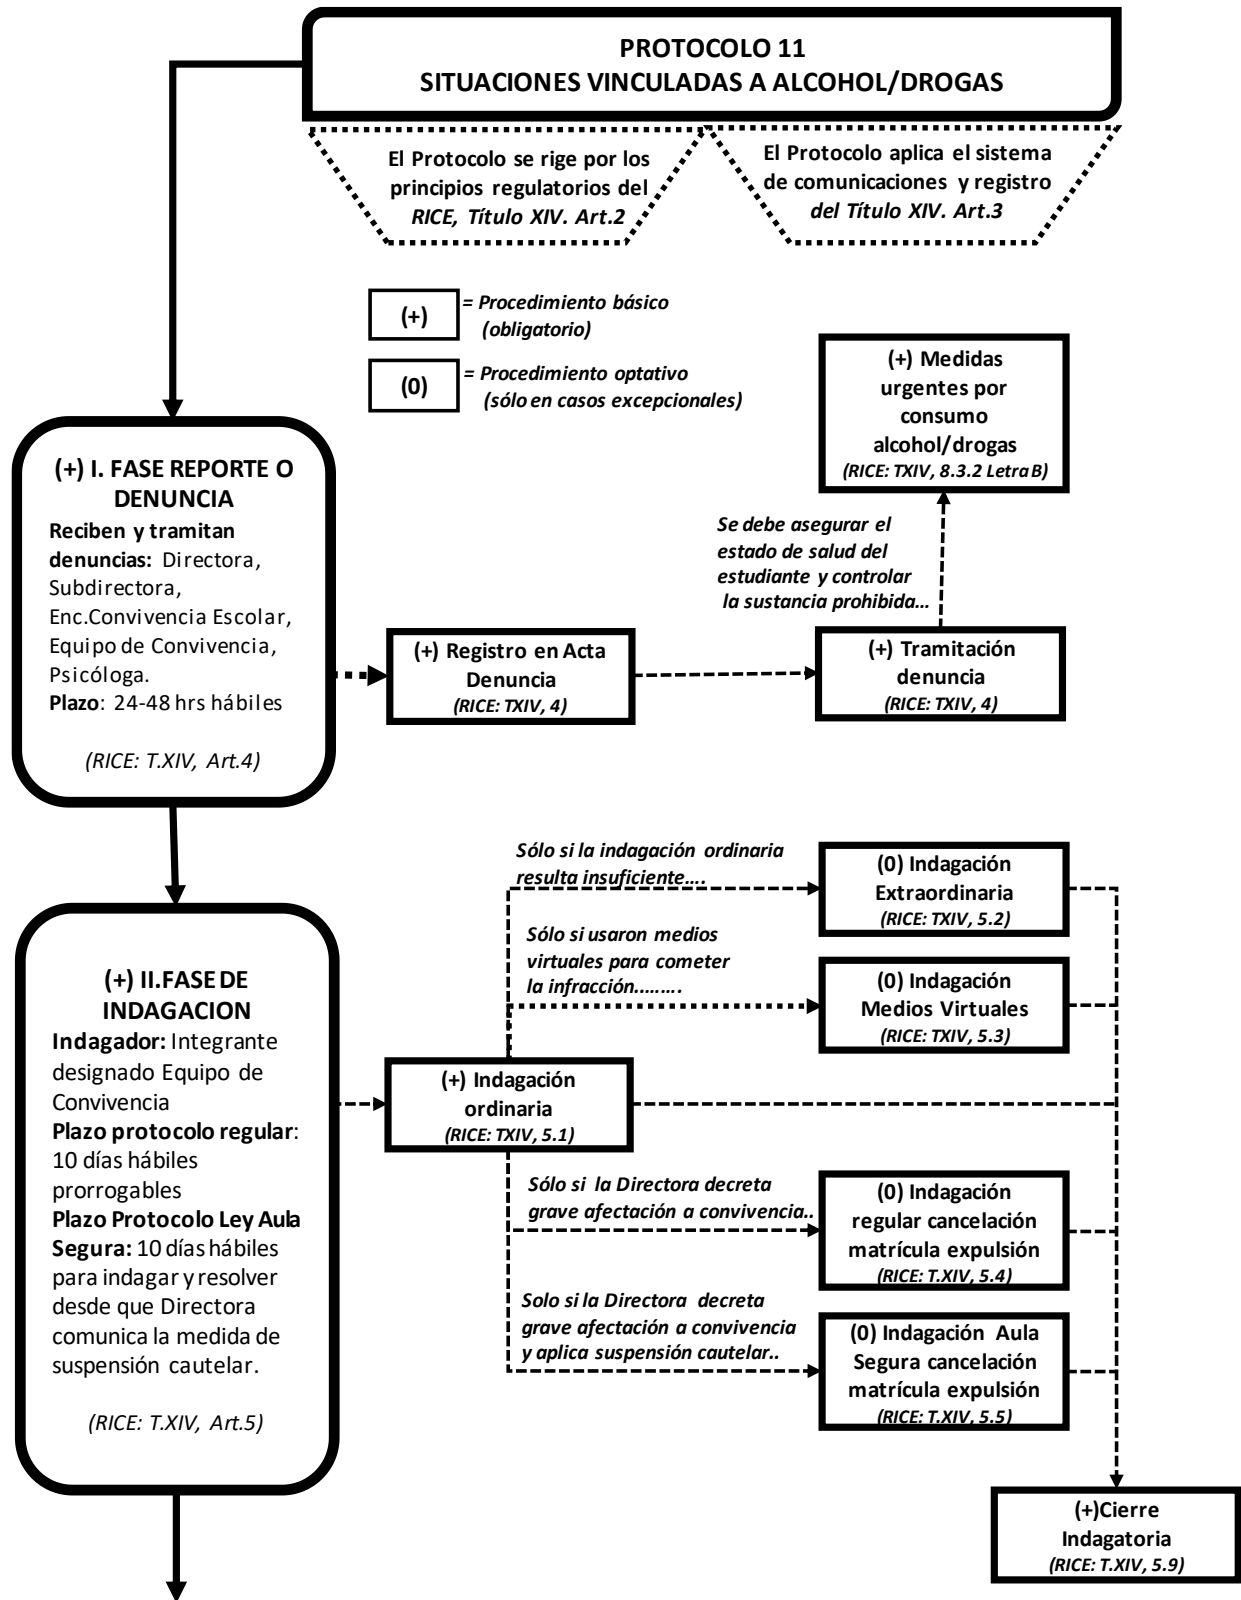 PROTOCOLO 11
SITUACIONES VINCULADAS A ALCOHOL/DROGAS
El Protocolo se rige por los
principios regulatorios del
RICE, Título XIV. Art.2
El Protocolo aplica el sistema
de comunicaciones y registro
del Título XIV. Art.3
(+)
= Procedimiento básico
(obligatorio)
(0)
= Procedimiento optativo
(sólo en casos excepcionales)
(+) Medidas
urgentes por
consumo
alcohol/drogas
(RICE: TXIV, 8.3.2 Letra B)
(+) I. FASE REPORTE O
DENUNCIA
Reciben y tramitan
denuncias: Directora,
Subdirectora,
Enc.Convivencia Escolar,
Equipo de Convivencia,
Psicóloga.
Plazo: 24-48 hrs hábiles
(RICE: T.XIV, Art.4)
Se debe asegurar el
estado de salud del
estudiante y controlar
la sustancia prohibida...
(+) Registro en Acta
Denuncia
(RICE: TXIV, 4)
(+) Tramitación
denuncia
(RICE: TXIV, 4)
(+) II.FASE DE
INDAGACION
Indagador: Integrante
designado Equipo de
Convivencia
Plazo protocolo regular:
10 días hábiles
prorrogables
Plazo Protocolo Ley Aula
Segura: 10 días hábiles
para indagar y resolver
desde que Directora
comunica la medida de
suspensión cautelar.
(RICE: T.XIV, Art.5)
(+) Indagación
ordinaria
(RICE: TXIV, 5.1)
Sólo si la indagación ordinaria
resulta insuficiente....
(0) Indagación
Extraordinaria
(RICE: TXIV, 5.2)
Sólo si usaron medios
virtuales para cometer
la infracción.........
(0) Indagación
Medios Virtuales
(RICE: TXIV, 5.3)
Sólo si la Directora decreta
grave afectación a convivencia..
(0) Indagación
regular cancelación
matrícula expulsión
(RICE: T.XIV, 5.4)
Solo si la Directora decreta
grave afectación a convivencia
y aplica suspensión cautelar..
(0) Indagación Aula
Segura cancelación
matrícula expulsión
(RICE: T.XIV, 5.5)
(+)Cierre
Indagatoria
(RICE: T.XIV, 5.9)